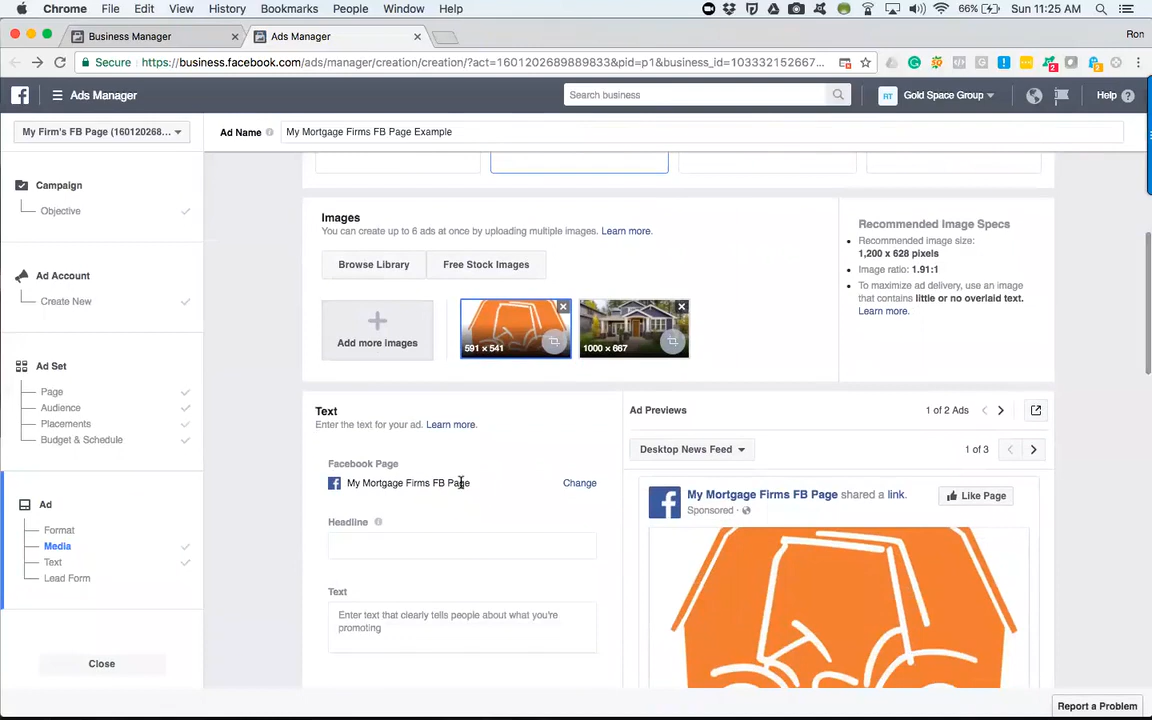 Chrome File Edit View History Bookmarks People Window Help 66% Sun 11:25 AM
Business Manager Ads Manager Ron
Secure https://business.facebook.com/ads/manager/creation/creation/?act=1601202689889833&pid=p1&business_id=103332152667...
Ads Manager Search business RT Gold Space Group Help
My Firm's FB Page (160120268... Ad Name My Mortgage Firms FB Page Example
Campaign
Objective
Ad Account
Create New
Ad Set
Page
Audience
Placements
Budget & Schedule
Ad
Format
Media
Text
Lead Form
Close
Images
You can create up to 6 ads at once by uploading multiple images. Learn more.
Browse Library Free Stock Images
Add more images
591 × 541
1000 × 667
Recommended Image Specs
Recommended image size:
1,200 x 628 pixels
Image ratio: 1.91:1
To maximize ad delivery, use an
image that contains little or no overlaid text.
Learn more.
Text
Enter the text for your ad. Learn more.
Facebook Page
My Mortgage Firms FB Page Change
Headline
Text
Enter text that clearly tells people about what you're
promoting
Ad Previews 1 of 2 Ads
Desktop News Feed 1 of 3
My Mortgage Firms FB Page shared a link.
Sponsored
Like Page
Report a Problem